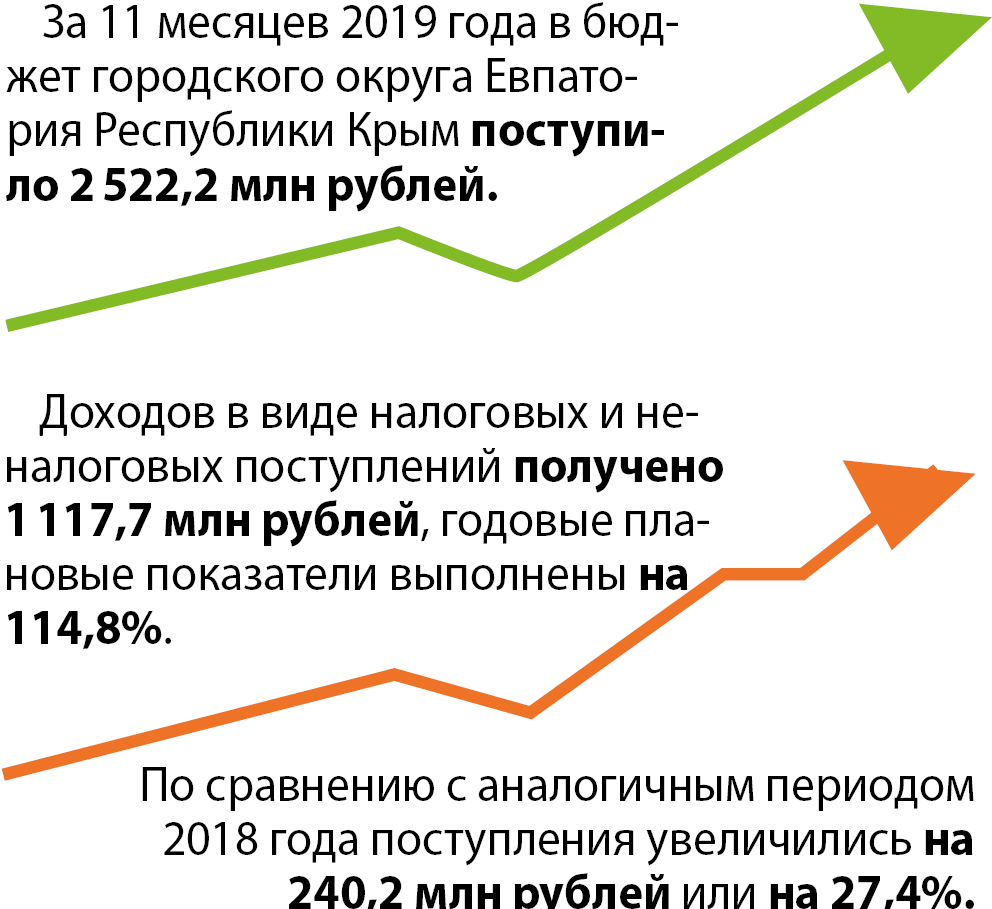 За 11 месяцев 2019 года в бюд-
жет городского округа Евпато-
рия Республики Крым поступи-
ло 2 522,2 млн рублей.
Доходов в виде налоговых и не-
налоговых поступлений получено
1 117,7 млн рублей, годовые пла-
новые показатели выполнены на
114,8%.
По сравнению с аналогичным периодом
2018 года поступления увеличились на
240,2 млн рублей или на 27,4%.